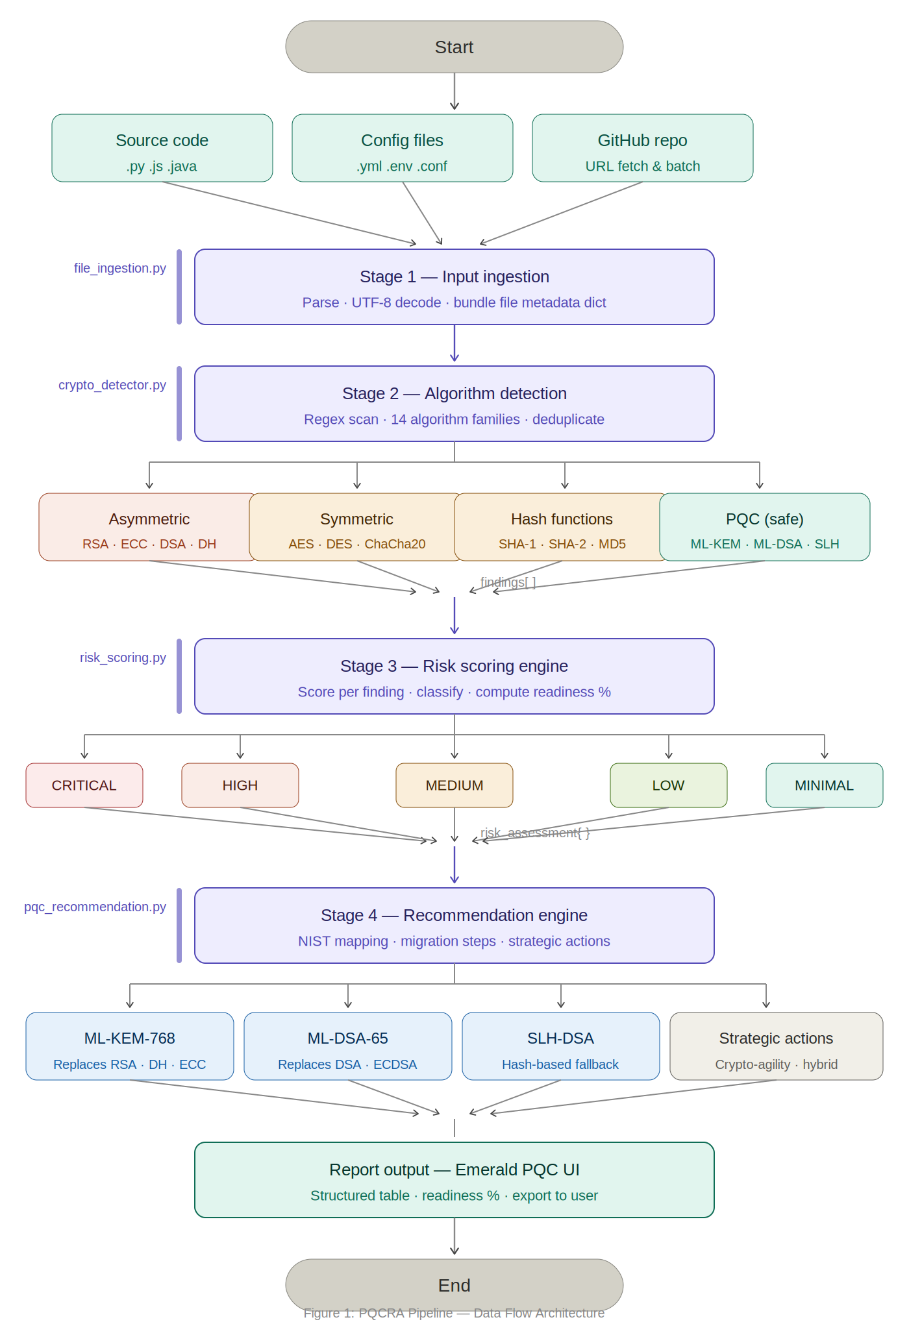 Start
Source code
.py .js .java
Config files
.yml .env .conf
GitHub repo
URL fetch & batch
file_ingestion.py
Stage 1 — Input ingestion
Parse · UTF-8 decode · bundle file metadata dict
crypto_detector.py
Stage 2 — Algorithm detection
Regex scan · 14 algorithm families · deduplicate
Asymmetric
RSA · ECC · DSA · DH
Symmetric
AES · DES · ChaCha20
Hash functions
SHA-1 · SHA-2 · MD5
PQC (safe)
ML-KEM · ML-DSA · SLH
findings[ ]
risk_scoring.py
Stage 3 — Risk scoring engine
Score per finding · classify · compute readiness %
CRITICAL
HIGH
MEDIUM
LOW
MINIMAL
risk_assessment{ }
pqc_recommendation.py
Stage 4 — Recommendation engine
NIST mapping · migration steps · strategic actions
ML-KEM-768
Replaces RSA · DH · ECC
ML-DSA-65
Replaces DSA · ECDSA
SLH-DSA
Hash-based fallback
Strategic actions
Crypto-agility · hybrid
Report output — Emerald PQC UI
Structured table · readiness % · export to user
End
Figure 1: PQCRA Pipeline — Data Flow Architecture